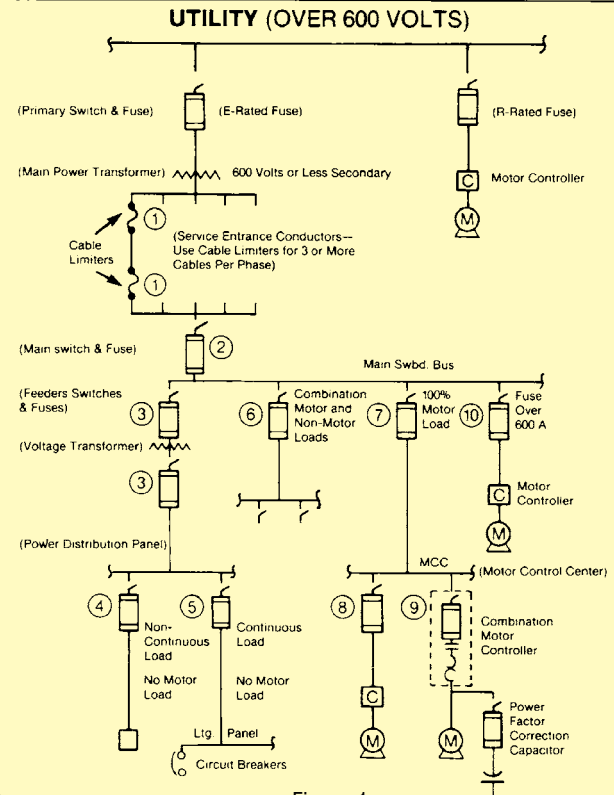 UTILITY (OVER 600 VOLTS)
(Primary Switch & Fuse)
(E-Rated Fuse)
(R-Rated Fuse)
(Main Power Transformer)
600 Volts or Less Secondary
C
Motor Controller
M
1
Cable
Limiters
(Service Entrance Conductors—
Use Cable Limiters for 3 or More
Cables Per Phase)
1
(Main switch & Fuse)
2
Main Swbd. Bus
(Feeders Switches
& Fuses)
3
6
Combination
Motor and
Non-Motor
Loads
7
100%
Motor
Load
10
Fuse
Over
600 A
(Voltage Transformer)
3
C
Motor
Controller
M
(Power Distribution Panel)
MCC
(Motor Control Center)
4
Non-
Continuous
Load
No Motor
Load
5
Continuous
Load
No Motor
Load
8
9
Combination
Motor
Controller
C
M
M
Power
Factor
Correction
Capacitor
Ltg. Panel
Circuit Breakers